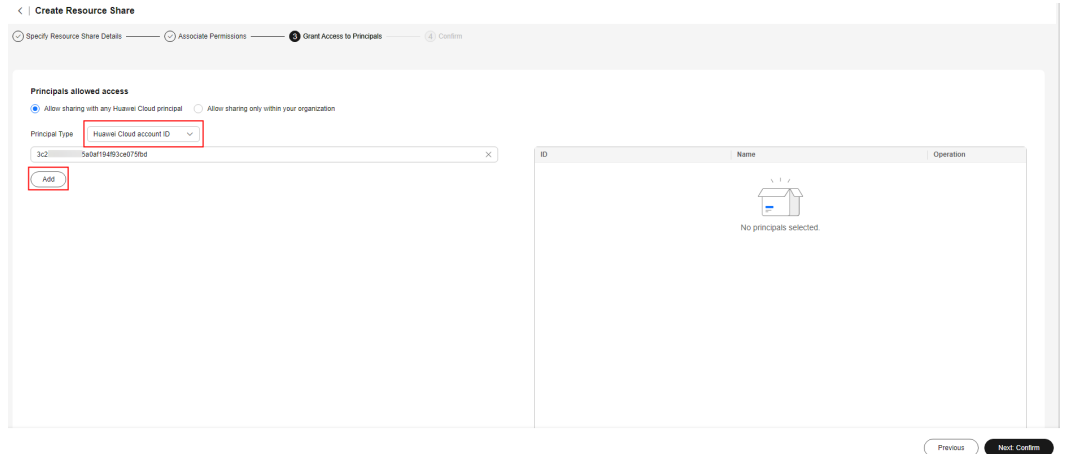 Create Resource Share
Specify Resource Share Details
Associate Permissions
3 Grant Access to Principals
4 Confirm
Principals allowed access
Allow sharing with any Huawei Cloud principal
Allow sharing only within your organization
Principal Type
Huawei Cloud account ID
3c2 5a0af194f93ce075fbd
Add
ID
Name
Operation
No principals selected.
Previous
Next: Confirm